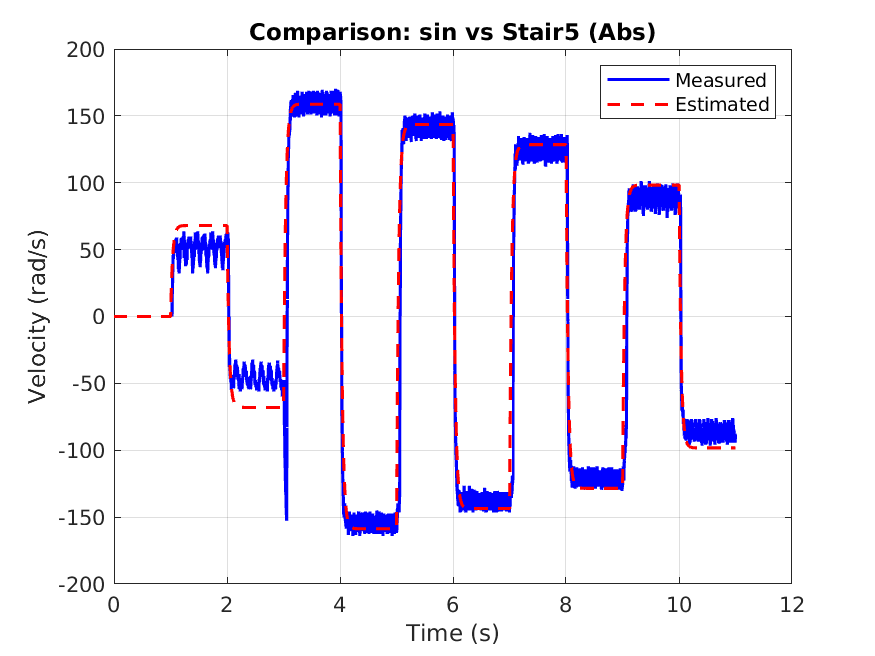 Comparison: sin vs Stair5 (Abs)
Measured
Estimated
Velocity (rad/s)
200
150
100
50
0
-50
-100
-150
-200
0 2 4 6 8 10 12
Time (s)